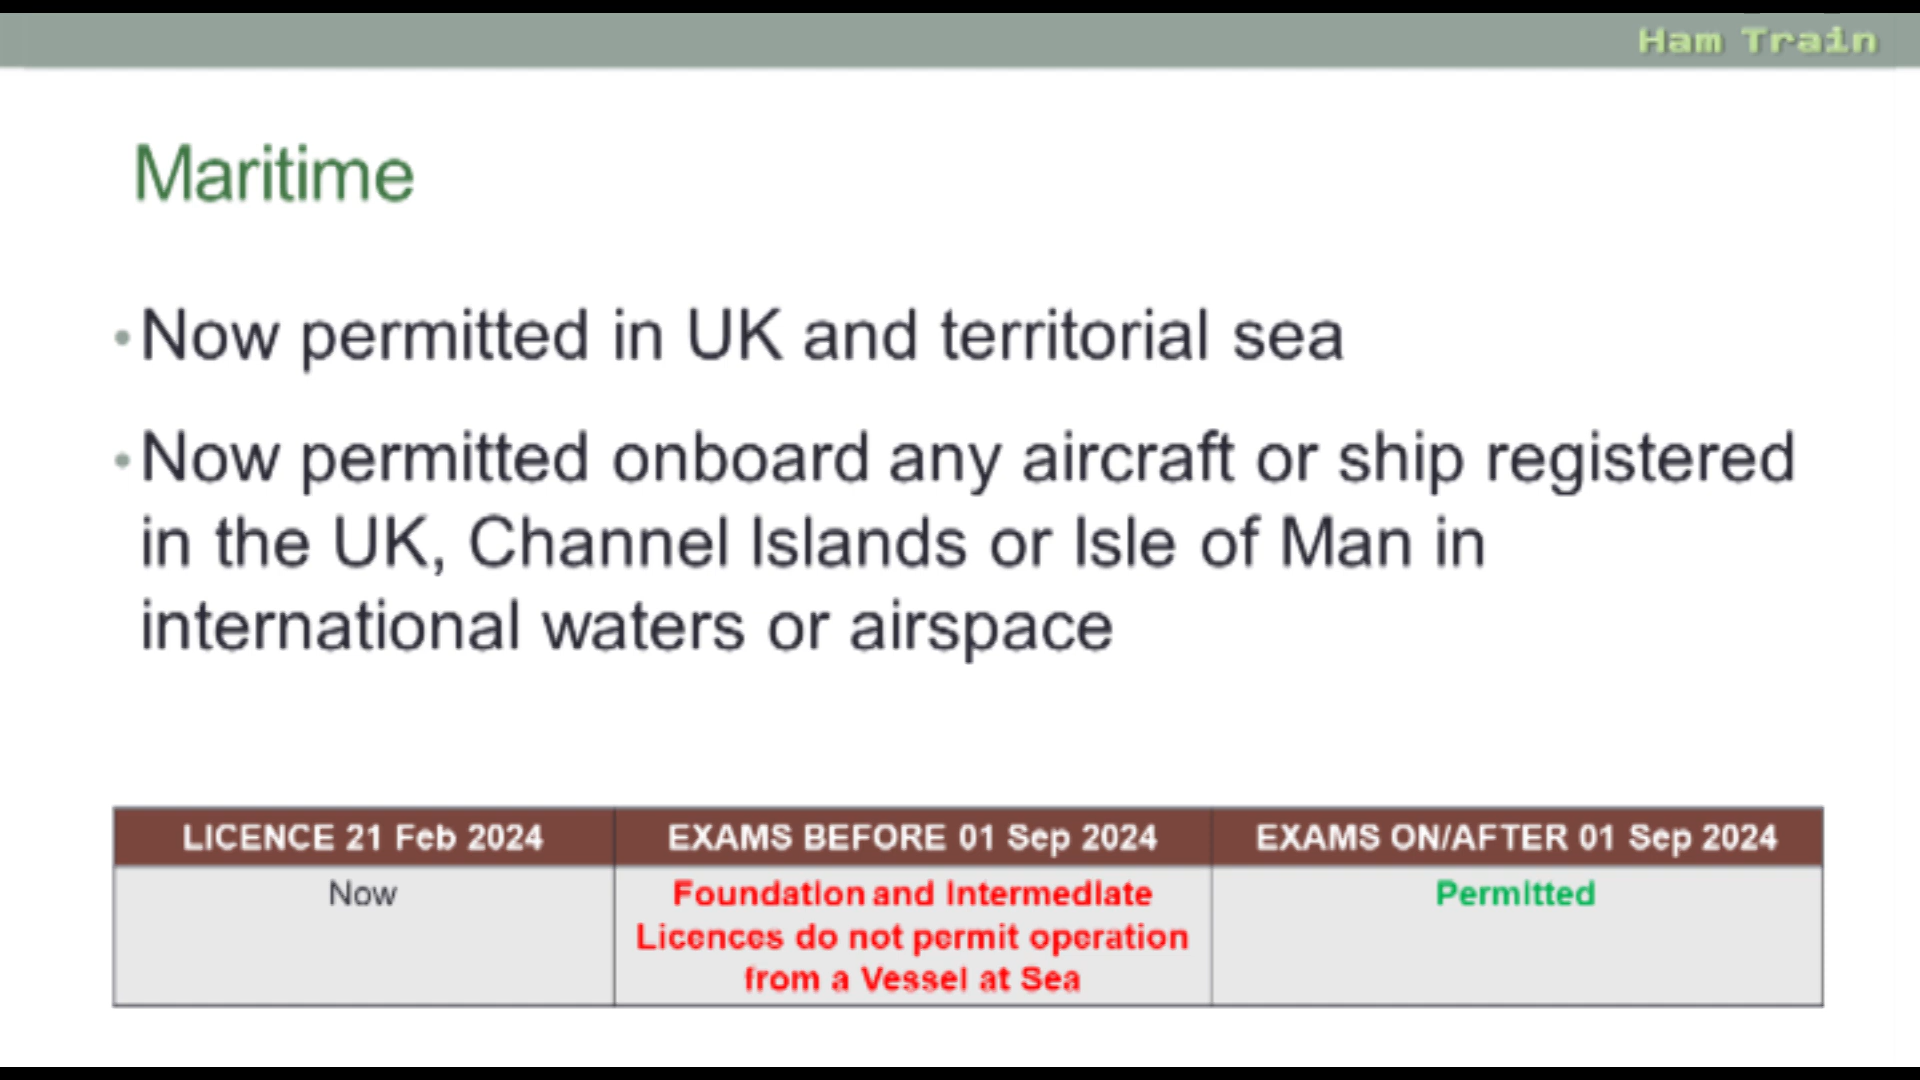 Ham Train
Maritime
• Now permitted in UK and territorial sea
• Now permitted onboard any aircraft or ship registered
in the UK, Channel Islands or Isle of Man in
international waters or airspace
LICENCE 21 Feb 2024 EXAMS BEFORE 01 Sep 2024 EXAMS ON/AFTER 01 Sep 2024
Now Foundation and Intermediate Permitted
Licences do not permit operation
from a Vessel at Sea